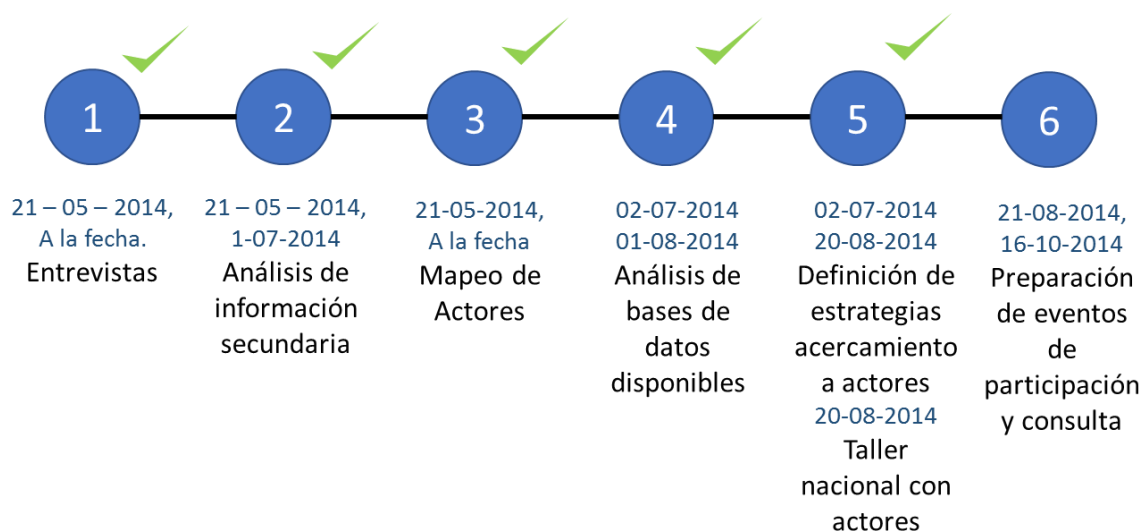 1
2
3
4
5
6
21 – 05 – 2014,
A la fecha.
Entrevistas
21 – 05 – 2014,
1-07-2014
Análisis de
información
secundaria
21-05-2014,
A la fecha
Mapeo de
Actores
02-07-2014
01-08-2014
Análisis de
bases de
datos
disponibles
02-07-2014
20-08-2014
Definición de
estrategias
acercamiento
a actores
20-08-2014
Taller
nacional con
actores
21-08-2014,
16-10-2014
Preparación
de eventos
de
participación
y consulta